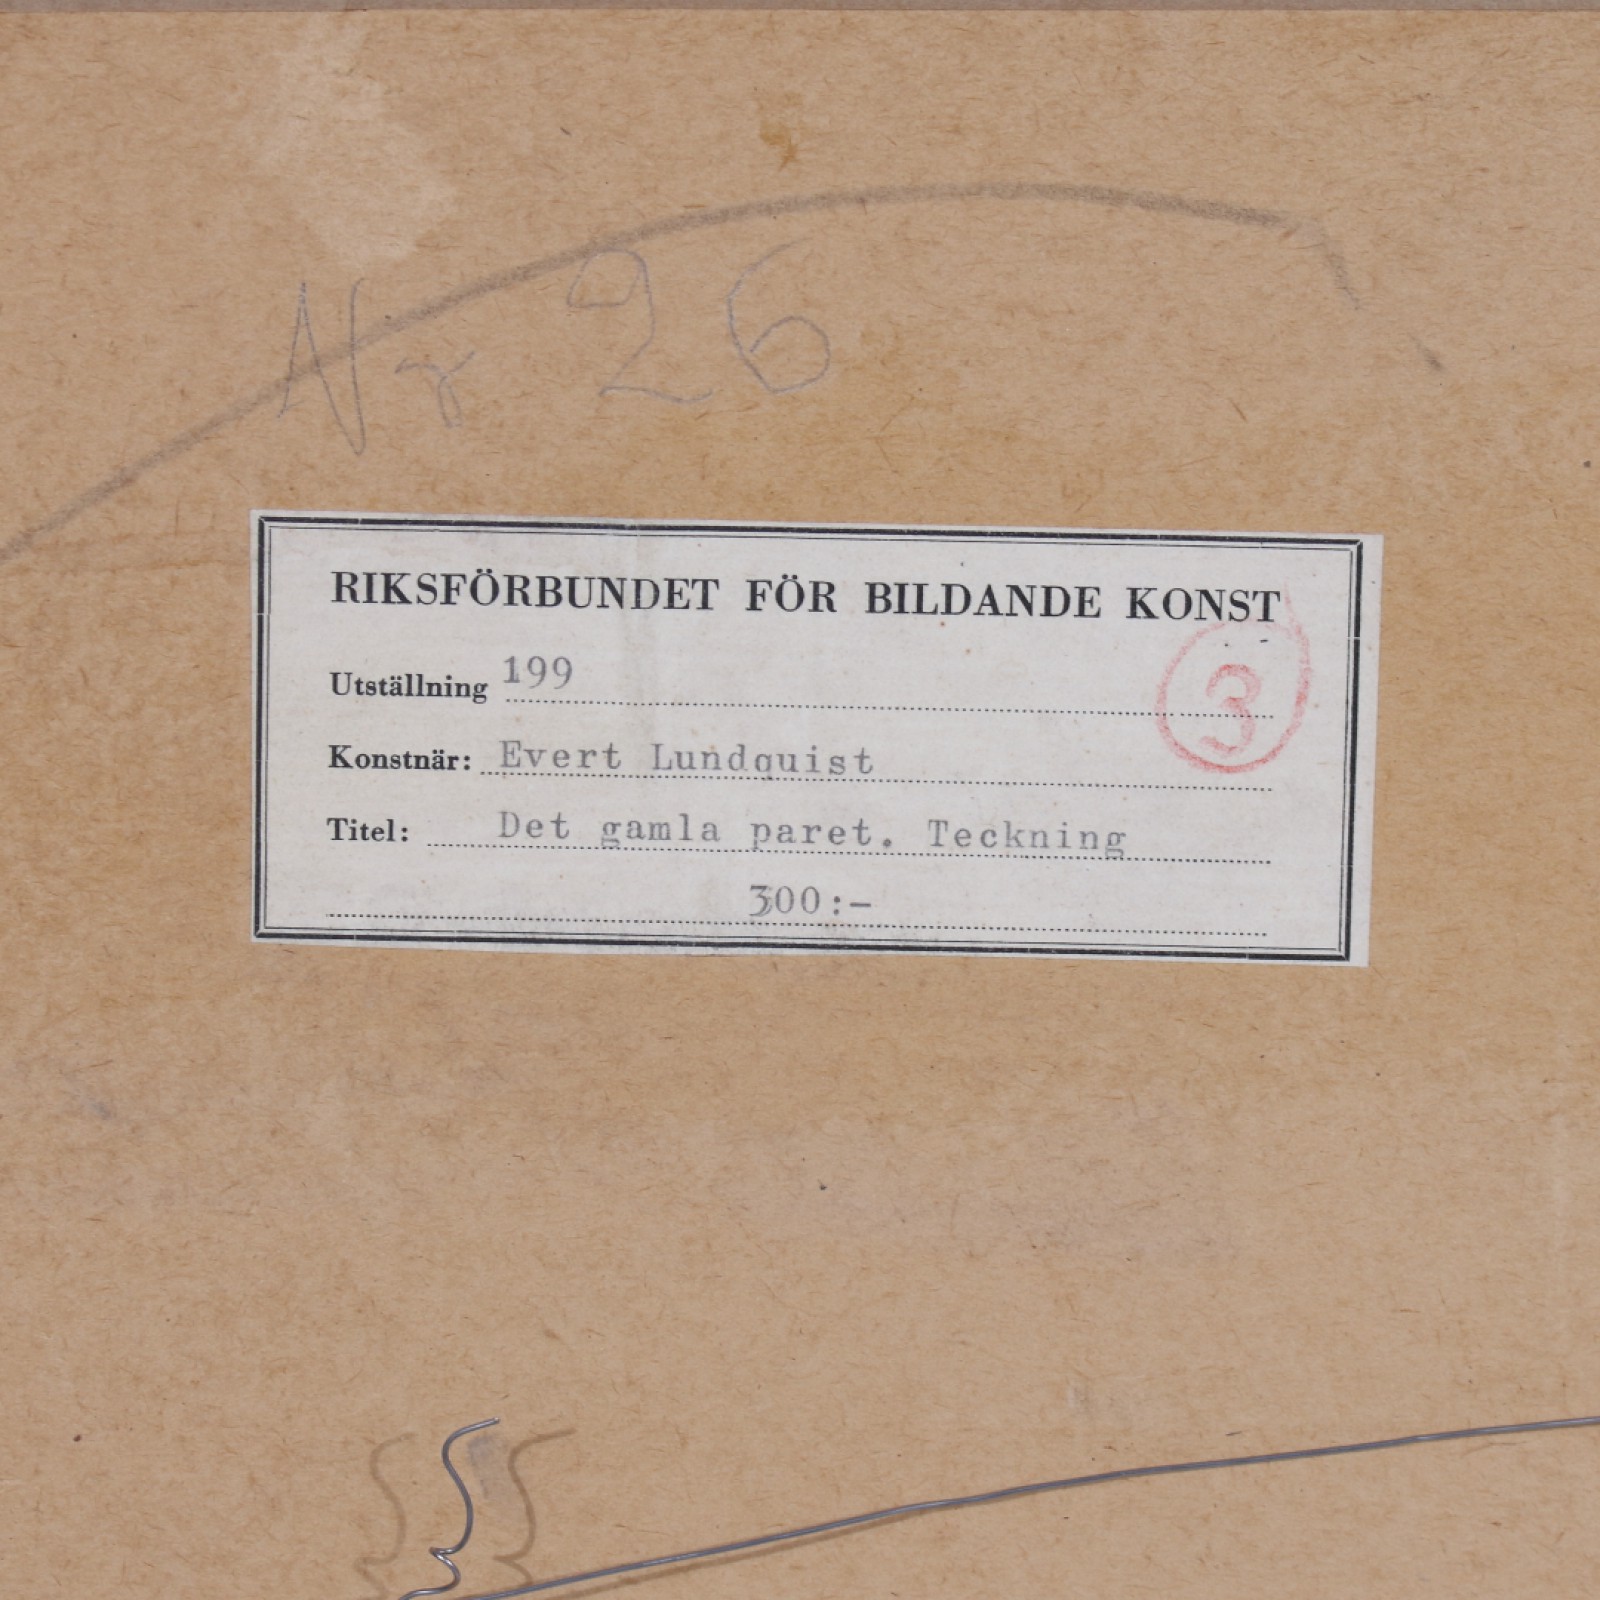 Nr 26
RIKSFÖRBUNDET FÖR BILDANDE KONST
Utställning 199
3
Konstnär: Evert Lundquist
Titel: Det gamla paret. Teckning
300:-